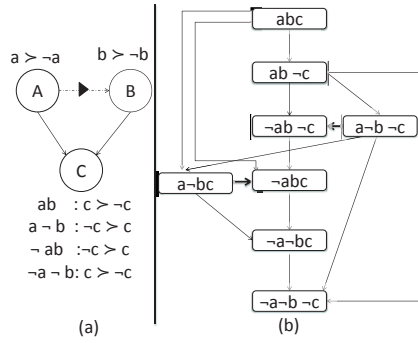 a ≻ ¬a
b ≻ ¬b
A
B
C
ab : c ≻ ¬c
a ¬ b : ¬c ≻ c
¬ ab :¬c ≻ c
¬a ¬ b: c ≻ ¬c
(a)
abc
ab ¬c
¬ab ¬c
a¬b ¬c
a¬bc
¬abc
¬a¬bc
¬a¬b ¬c
(b)